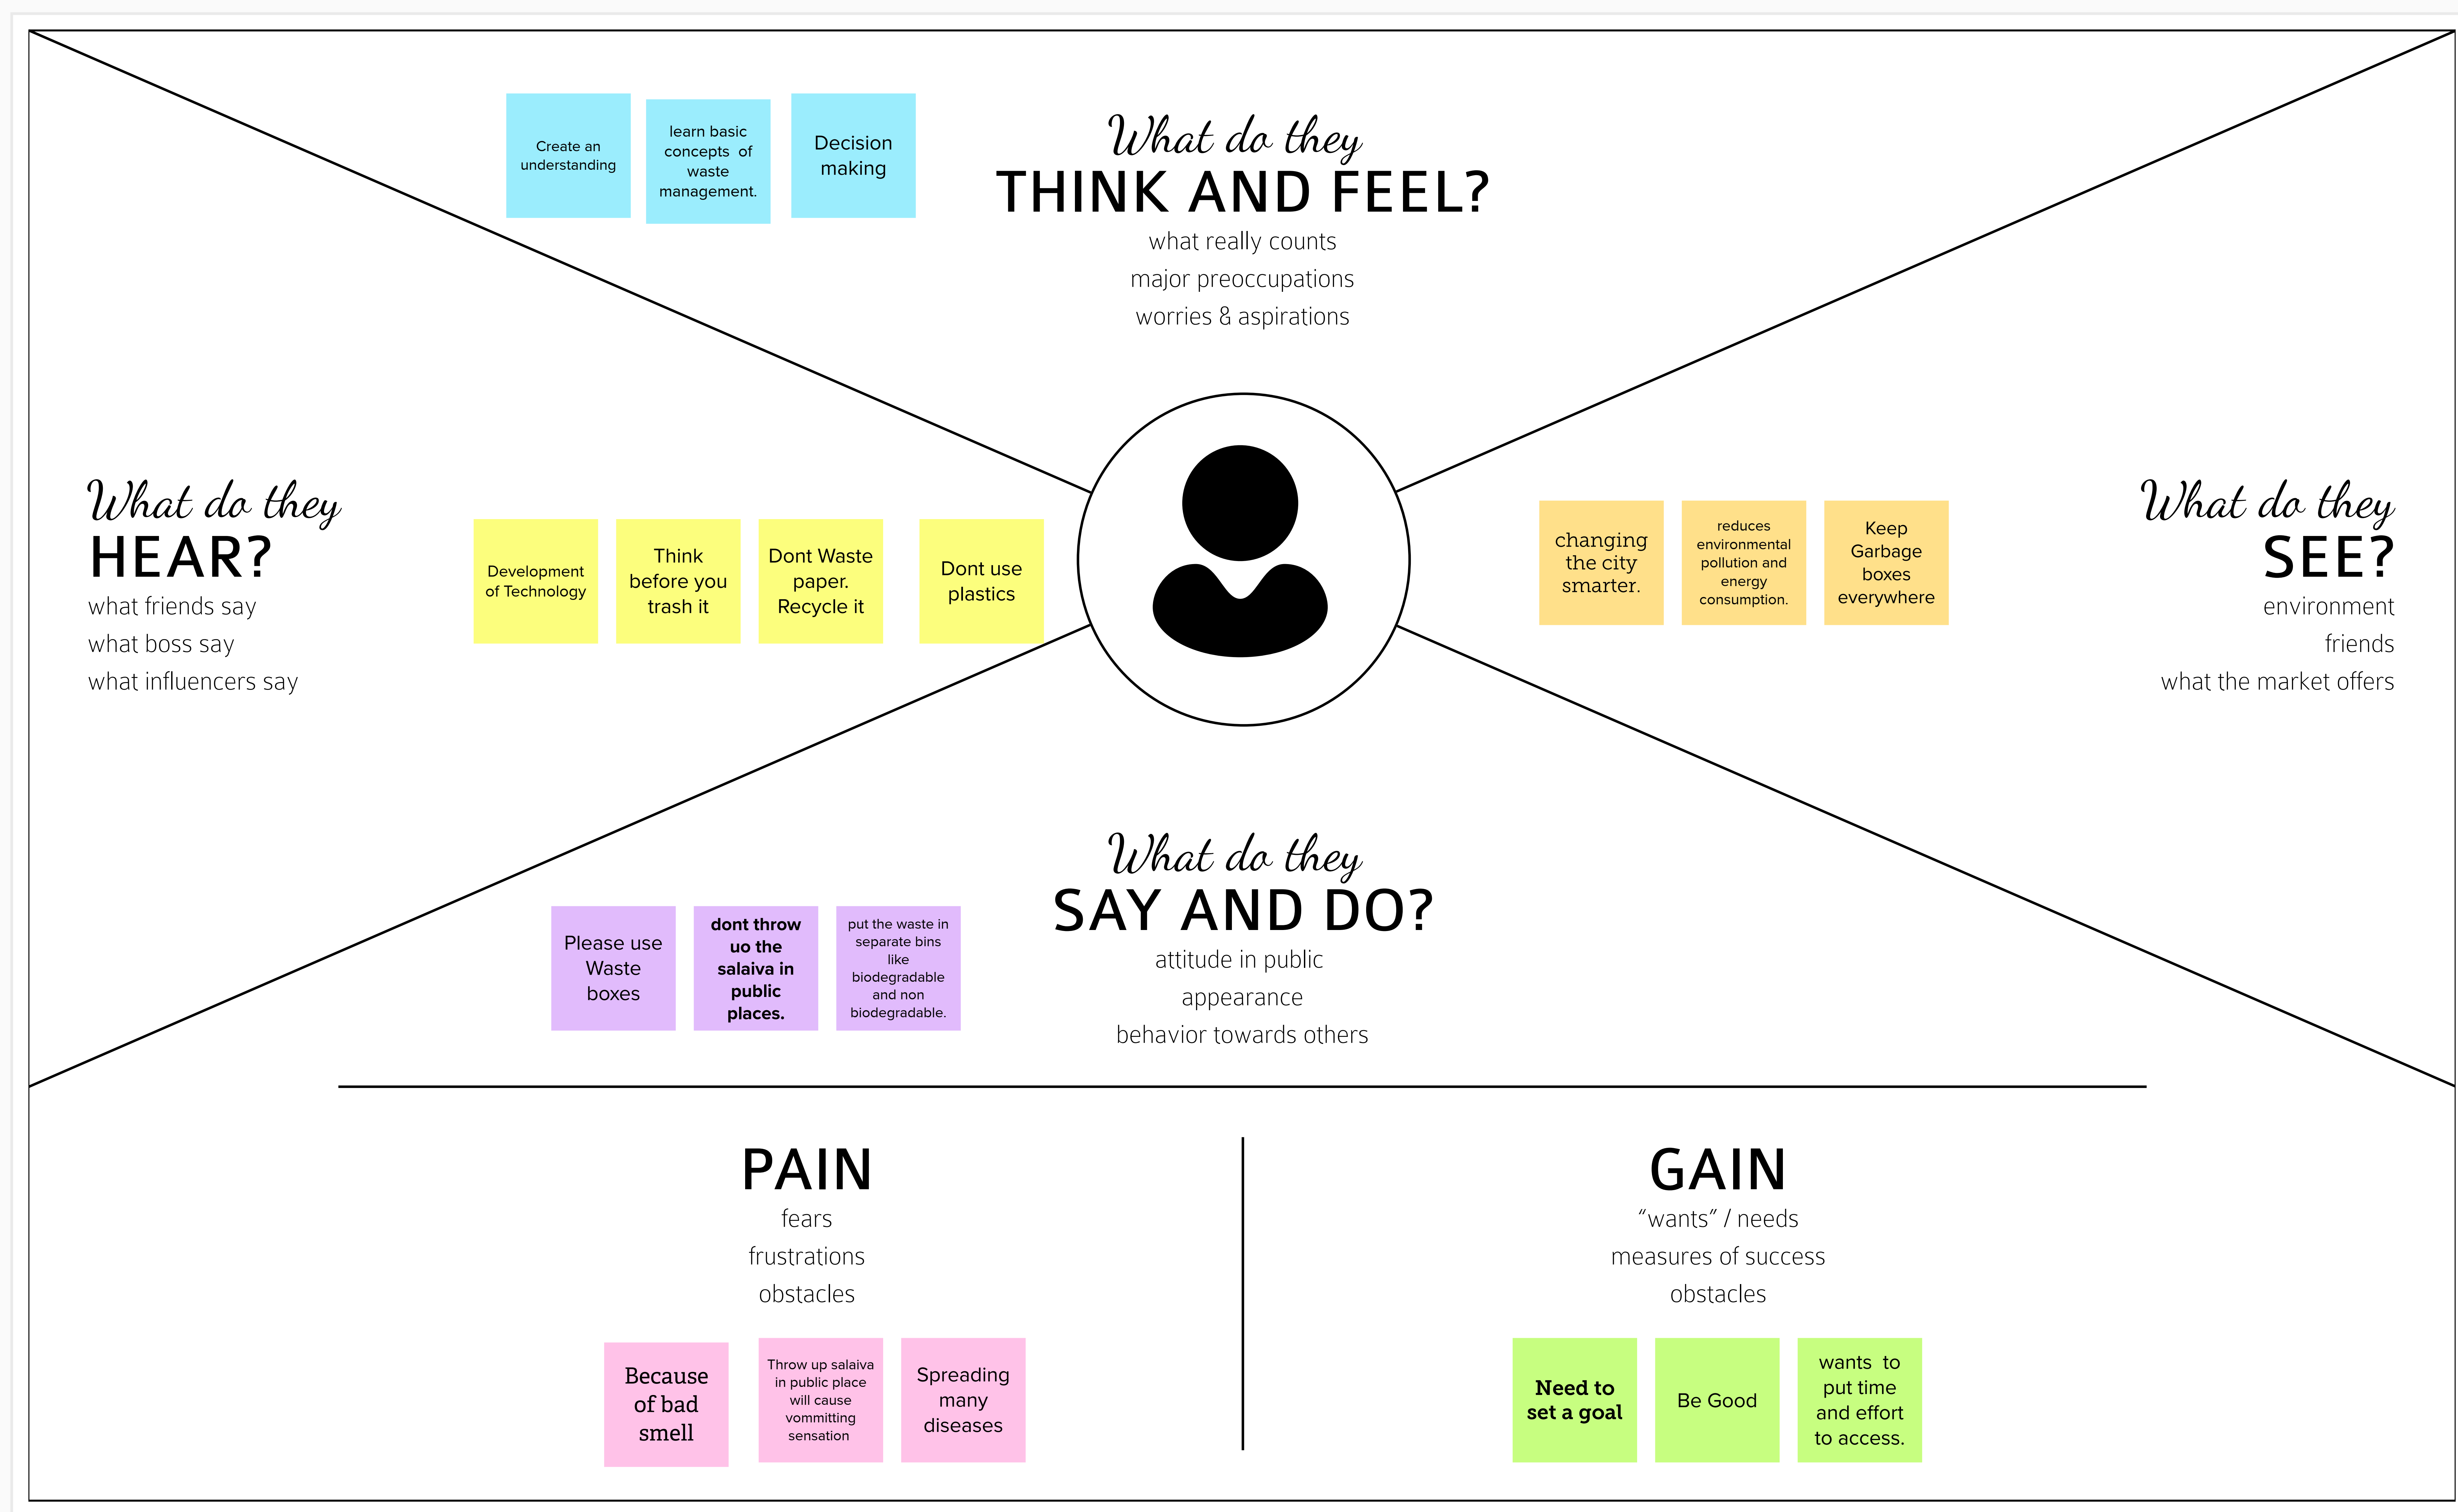 Create an
understanding
learn basic
concepts of
waste
management.
Decision
making
What do they
THINK AND FEEL?
what really counts
major preoccupations
worries & aspirations
What do they
HEAR?
what friends say
what boss say
what influencers say
Development
of Technology
Think
before you
trash it
Dont Waste
paper.
Recycle it
Dont use
plastics
changing
the city
smarter.
reduces
environmental
pollution and
energy
consumption.
Keep
Garbage
boxes
everywhere
What do they
SEE?
environment
friends
what the market offers
What do they
SAY AND DO?
attitude in public
appearance
behavior towards others
Please use
Waste
boxes
dont throw
uo the
salaiva in
public
places.
put the waste in
separate bins
like
biodegradable
and non
biodegradable.
PAIN
fears
frustrations
obstacles
Because
of bad
smell
Throw up salaiva
in public place
will cause
vommitting
sensation
Spreading
many
diseases
GAIN
“wants” / needs
measures of success
obstacles
Need to
set a goal
Be Good
wants to
put time
and effort
to access.